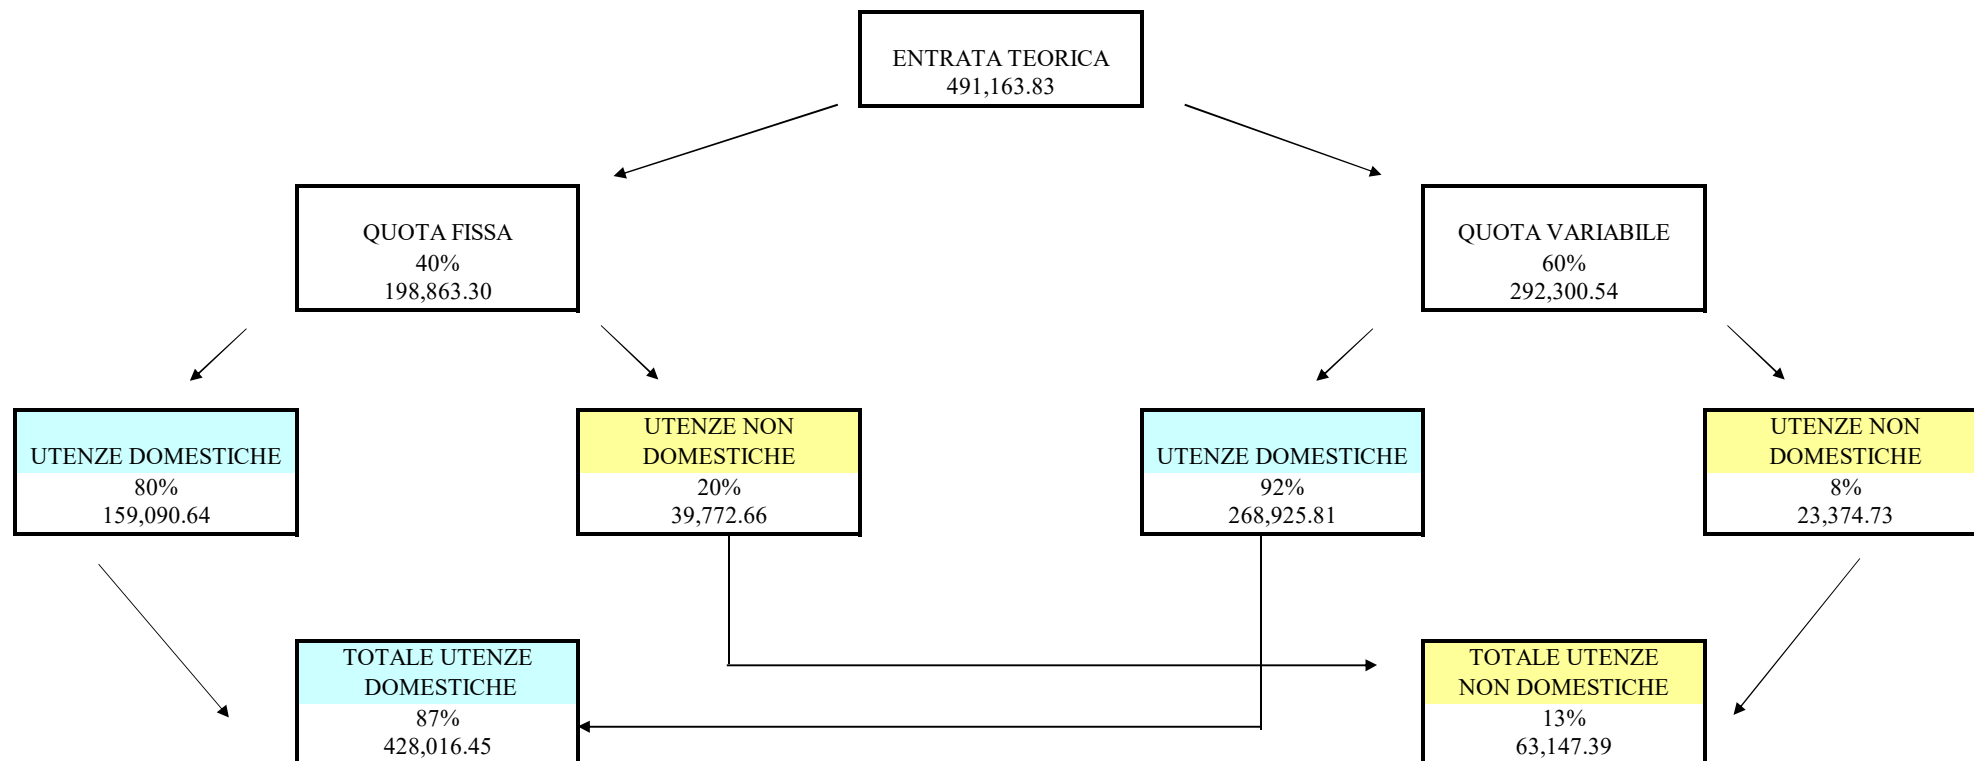 ENTRATA TEORICA
491,163.83
QUOTA FISSA
40%
198,863.30
QUOTA VARIABILE
60%
292,300.54
UTENZE DOMESTICHE
80%
159,090.64
UTENZE NON
DOMESTICHE
20%
39,772.66
UTENZE DOMESTICHE
92%
268,925.81
UTENZE NON
DOMESTICHE
8%
23,374.73
TOTALE UTENZE
DOMESTICHE
87%
428,016.45
TOTALE UTENZE
NON DOMESTICHE
13%
63,147.39